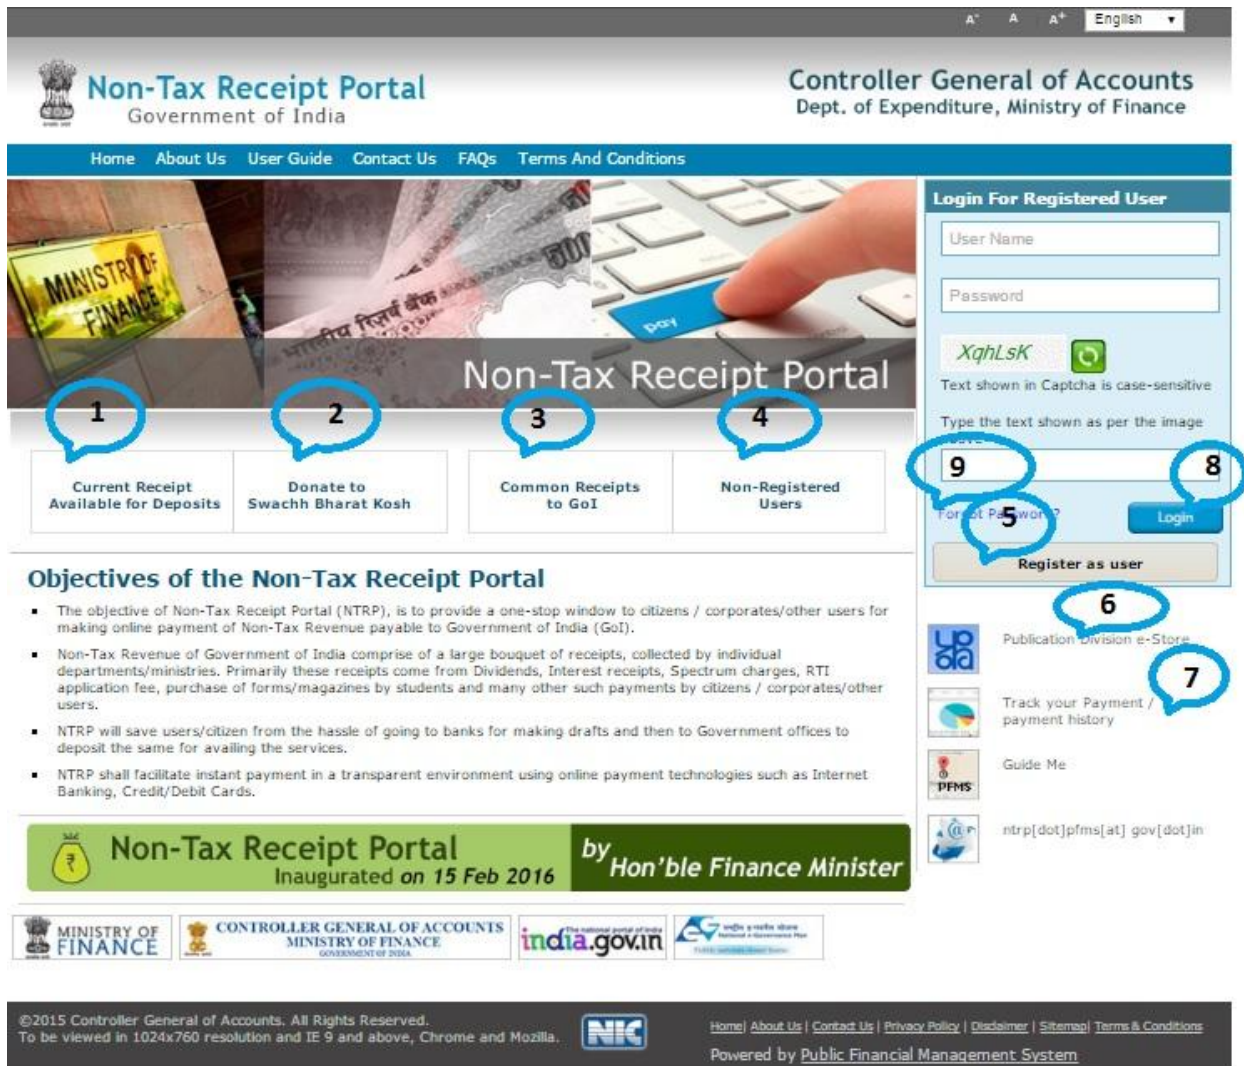 A- A A+ English
Non-Tax Receipt Portal
Government of India
Controller General of Accounts
Dept. of Expenditure, Ministry of Finance
Home About Us User Guide Contact Us FAQs Terms And Conditions
MINISTRY OF
FINANCE
भारतीय रिज़र्व बैंक
500
pay
Non-Tax Receipt Portal
Login For Registered User
User Name
Password
XqhLsK
Text shown in Captcha is case-sensitive
Type the text shown as per the image
9 8
Forgot Password?
5
Login
Register as user
1 2 3 4
Current Receipt
Available for Deposits
Donate to
Swachh Bharat Kosh
Common Receipts
to GoI
Non-Registered
Users
Objectives of the Non-Tax Receipt Portal
▪ The objective of Non-Tax Receipt Portal (NTRP), is to provide a one-stop window to citizens / corporates/other users for
making online payment of Non-Tax Revenue payable to Government of India (GoI).
▪ Non-Tax Revenue of Government of India comprise of a large bouquet of receipts, collected by individual
departments/ministries. Primarily these receipts come from Dividends, Interest receipts, Spectrum charges, RTI
application fee, purchase of forms/magazines by students and many other such payments by citizens / corporates/other
users.
▪ NTRP will save users/citizen from the hassle of going to banks for making drafts and then to Government offices to
deposit the same for availing the services.
▪ NTRP shall facilitate instant payment in a transparent environment using online payment technologies such as Internet
Banking, Credit/Debit Cards.
6
Publication Division e-Store
7
Track your Payment /
payment history
PFMS
Guide Me
ntrp[dot]pfms[at] gov[dot]in
Non-Tax Receipt Portal
Inaugurated on 15 Feb 2016
by
Hon'ble Finance Minister
MINISTRY OF
FINANCE
CONTROLLER GENERAL OF ACCOUNTS
MINISTRY OF FINANCE
GOVERNMENT OF INDIA
The national portal of India
india.gov.in
National e-Governance Plan
©2015 Controller General of Accounts. All Rights Reserved.
To be viewed in 1024x760 resolution and IE 9 and above, Chrome and Mozilla.
NIC
Home| About Us | Contact Us | Privacy Policy | Disclaimer | Sitemap| Terms & Conditions
Powered by Public Financial Management System